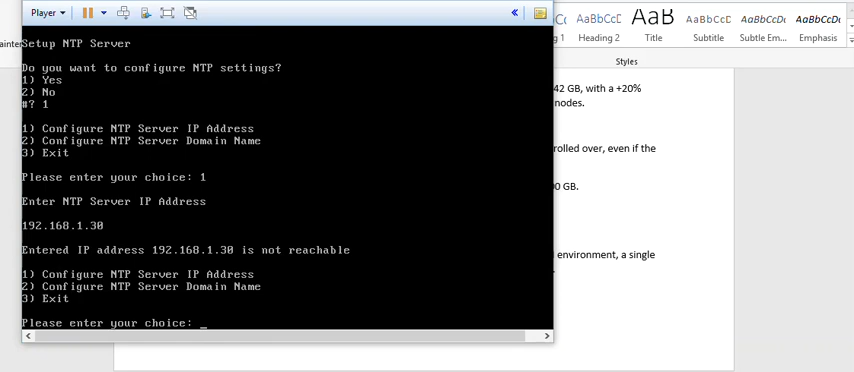 Player
Setup NTP Server
Do you want to configure NTP settings?
1) Yes
2) No
#? 1
1) Configure NTP Server IP Address
2) Configure NTP Server Domain Name
3) Exit
Please enter your choice: 1
Enter NTP Server IP Address
192.168.1.30
Entered IP address 192.168.1.30 is not reachable
1) Configure NTP Server IP Address
2) Configure NTP Server Domain Name
3) Exit
Please enter your choice: _
AaBbCcD AaB AaBbCcD AaBbCcDc AaBbCcDc
1 Heading 2 Title Subtitle Subtle Em... Emphasis
Styles
42 GB, with a +20%
nodes.
rolled over, even if the
0 GB.
environment, a single